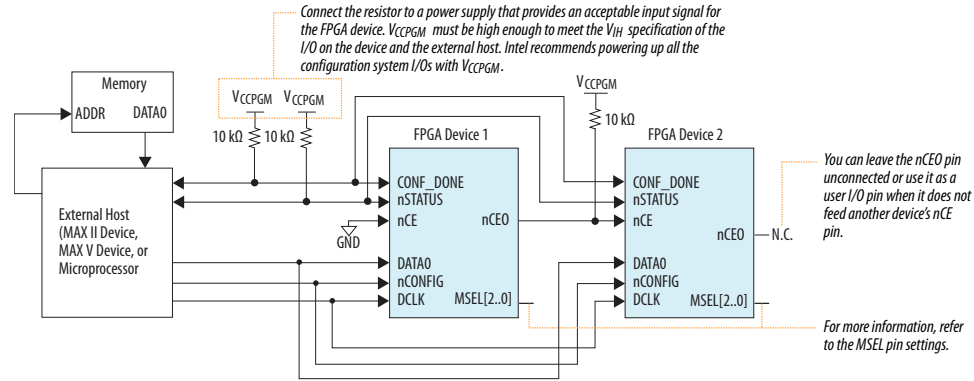 Connect the resistor to a power supply that provides an acceptable input signal for
the FPGA device. VCCPGM must be high enough to meet the VIH specification of the
I/O on the device and the external host. Intel recommends powering up all the
configuration system I/Os with VCCPGM.
Memory
ADDR DATA0
VCCPGM VCCPGM
10 kΩ 10 kΩ
VCCPGM
10 kΩ
FPGA Device 1
FPGA Device 2
External Host
(MAX II Device,
MAX V Device, or
Microprocessor
GND
CONF_DONE
nSTATUS
nCE
nCEO
DATA0
nCONFIG
DCLK
MSEL[2..0]
CONF_DONE
nSTATUS
nCE
nCEO
N.C.
DATA0
nCONFIG
DCLK
MSEL[2..0]
You can leave the nCEO pin
unconnected or use it as a
user I/O pin when it does not
feed another device's nCE
pin.
For more information, refer
to the MSEL pin settings.